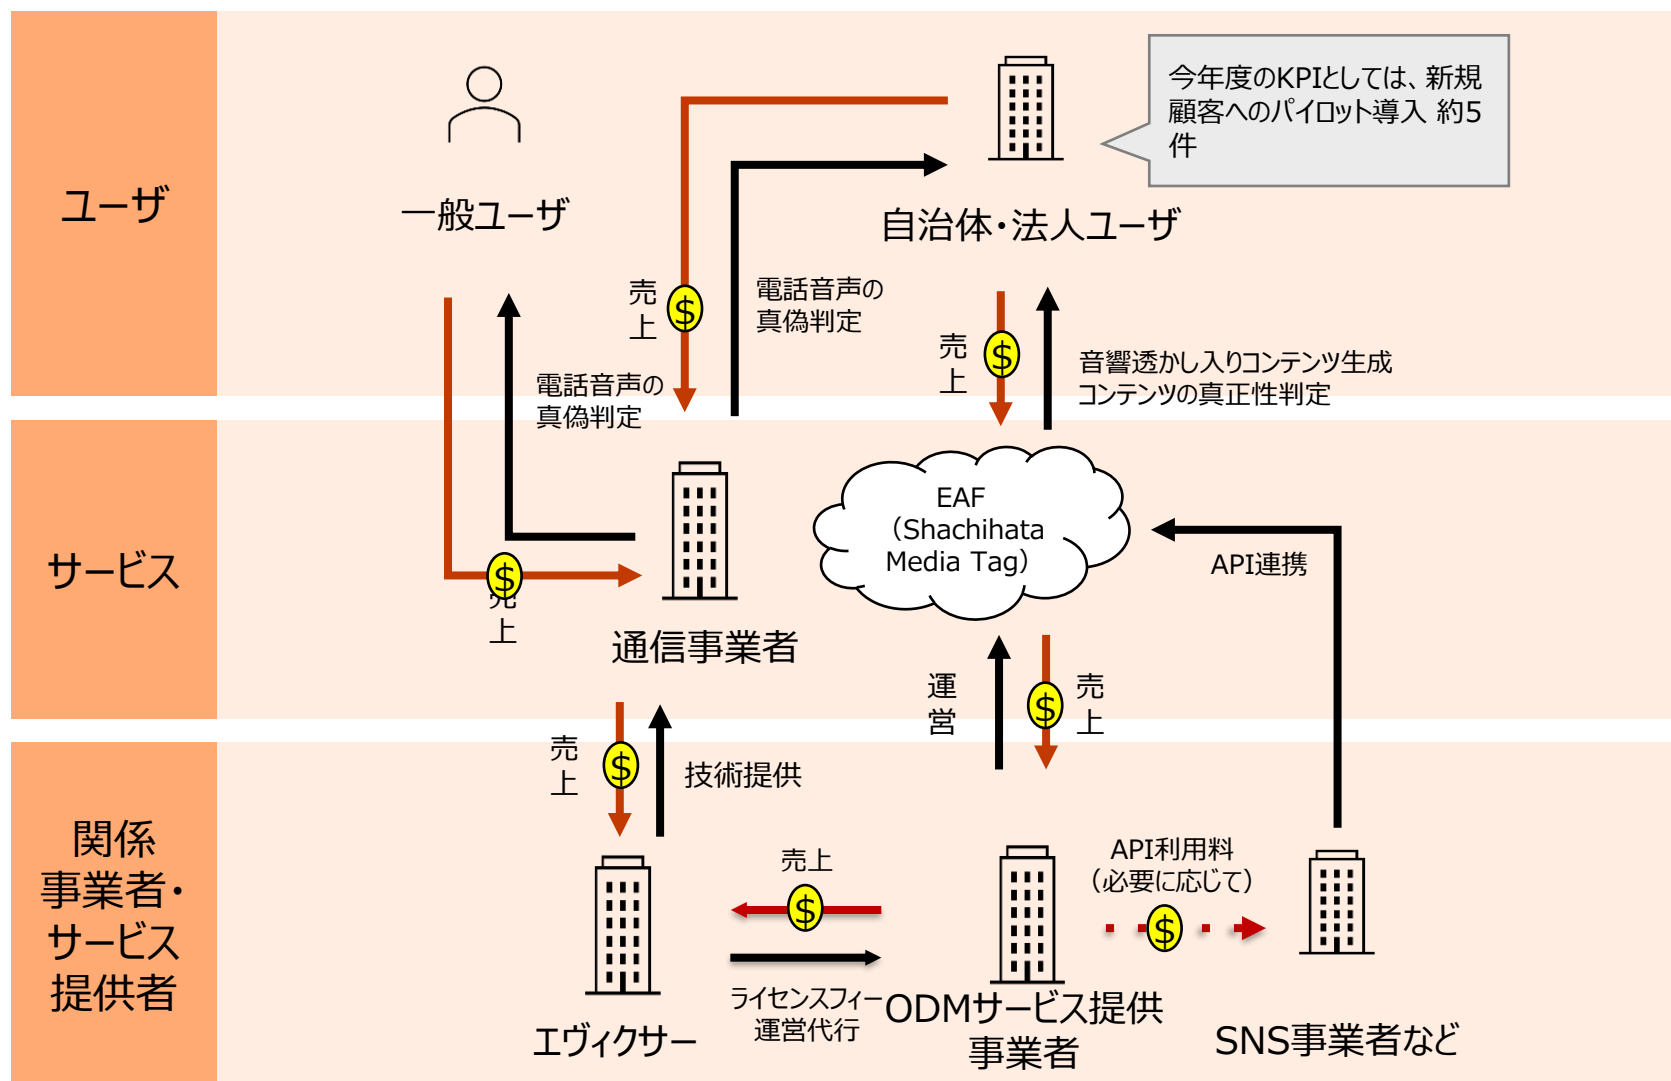 ユーザ
一般ユーザ
自治体・法人ユーザ
今年度のKPIとしては、新規
顧客へのパイロット導入 約5
件
売
上
$
電話音声の
真偽判定
電話音声の
真偽判定
売
上
$
音響透かし入りコンテンツ生成
コンテンツの真正性判定
サービス
$
売
上
通信事業者
EAF
（Shachihata
Media Tag）
API連携
運
営
$
売
上
関係
事業者・
サービス
提供者
売
上
$
技術提供
売上
$
ライセンスフィー
運営代行
API利用料
（必要に応じて）
$
エヴィクサー
ODMサービス提供
事業者
SNS事業者など